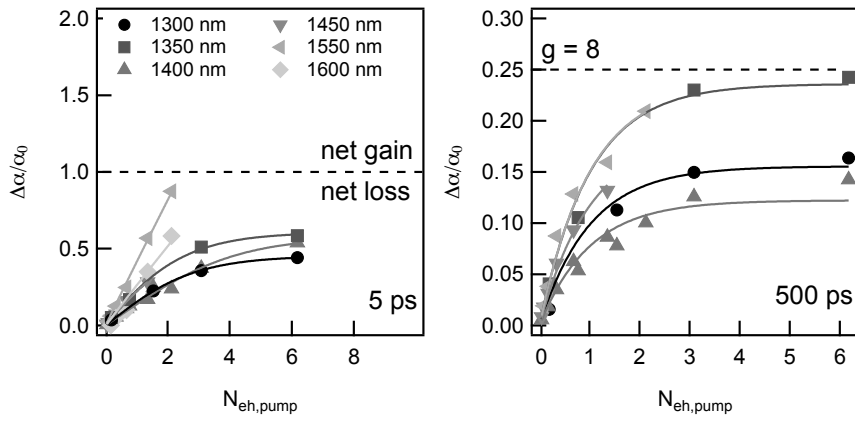 2.0
1.5
1.0
0.5
0.0
Δα/α0
1300 nm
1350 nm
1400 nm
1450 nm
1550 nm
1600 nm
net gain
net loss
5 ps
0 2 4 6 8
Neh,pump
0.30
0.25
0.20
0.15
0.10
0.05
0.00
Δα/α0
g = 8
500 ps
0 1 2 3 4 5 6
Neh,pump